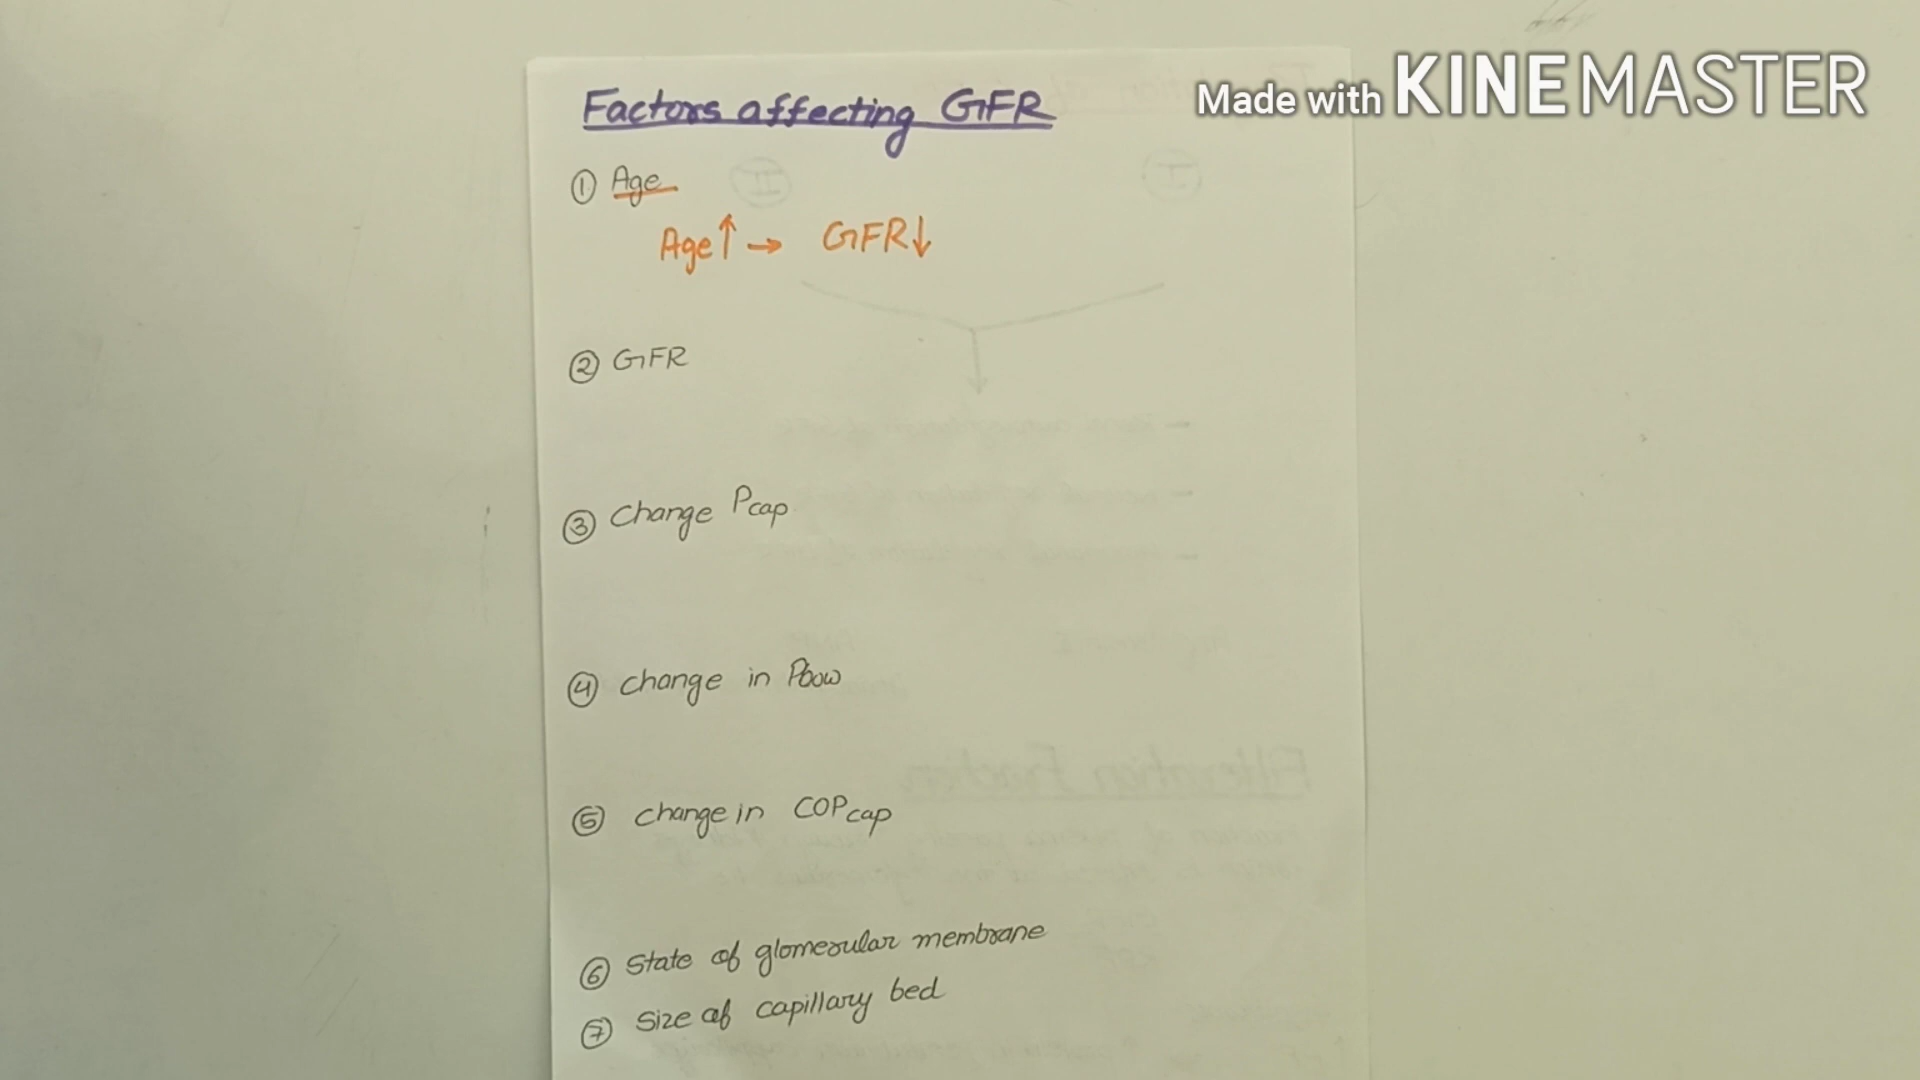 Made with KINEMASTER
Factors affecting GFR
① Age
Age↑ → GFR↓
② GFR
③ Change Pcap
④ change in Pbow
⑤ change in COPcap
⑥ State of glomerular membrane
⑦ Size of capillary bed